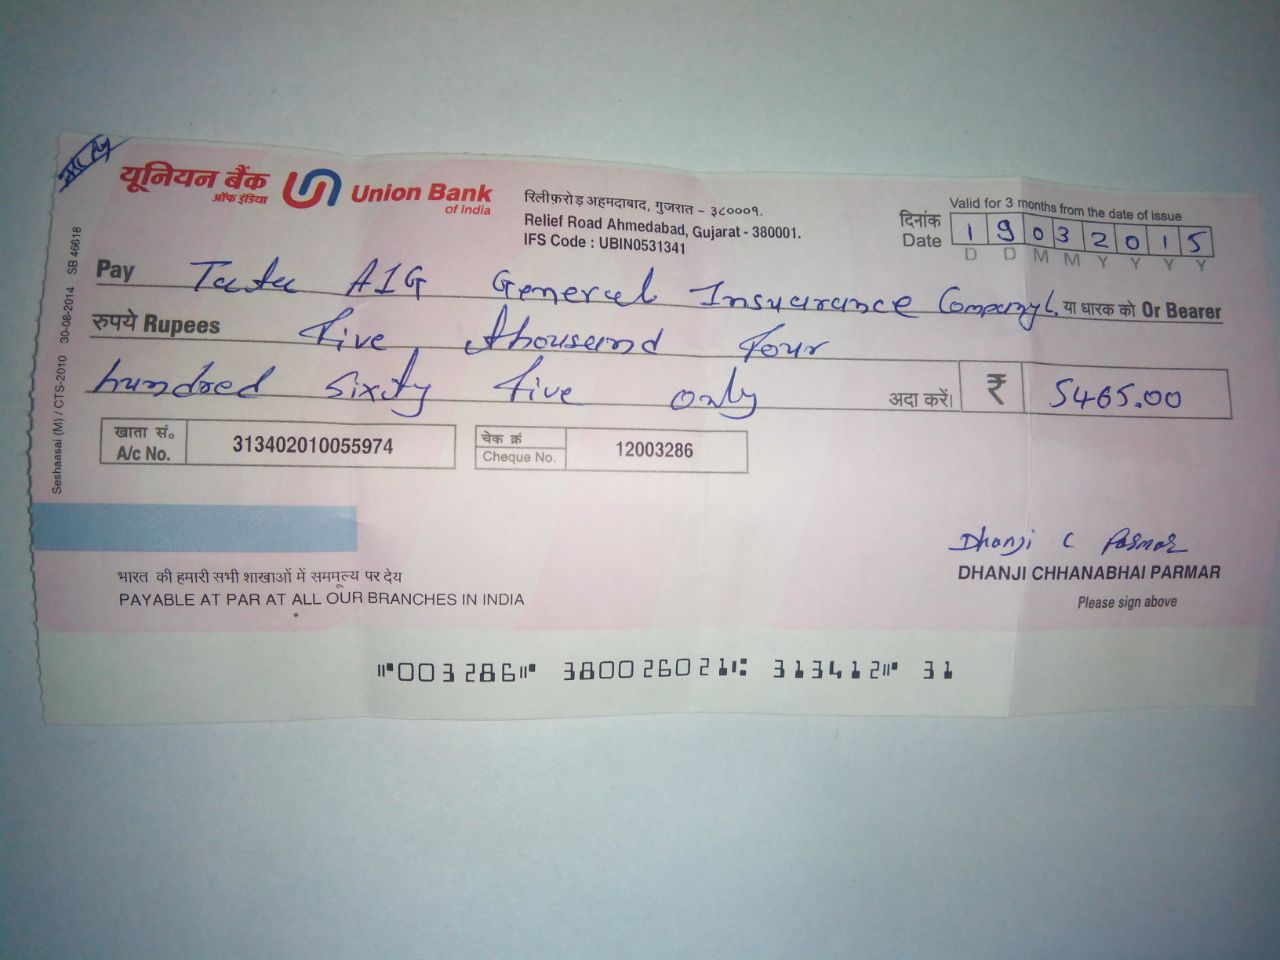 यूनियन बैंक
ऑफ इंडिया
Union Bank
of India
रिलीफ़रोड़ अहमदाबाद, गुजरात - ३८०००१.
Relief Road Ahmedabad, Gujarat - 380001.
IFS Code : UBIN0531341
Valid for 3 months from the date of issue
दिनांक
Date 1 9 0 3 2 0 1 5
D D M M Y Y Y Y
Pay Tata AIG General Insurance Company L. या धारक को Or Bearer
रुपये Rupees Five thousand four
hundred sixty five only अदा करें। ₹ 5465.00
खाता सं.
A/c No. 313402010055974
चेक क्रं
Cheque No. 12003286
Seshaasai (M) / CTS-2010 30-08-2014 SB 46618
Dhanji C Parmar
DHANJI CHHANABHAI PARMAR
Please sign above
भारत की हमारी सभी शाखाओं में सममूल्य पर देय
PAYABLE AT PAR AT ALL OUR BRANCHES IN INDIA
⑈003286⑈ 380026021⑆ 313412⑈ 31